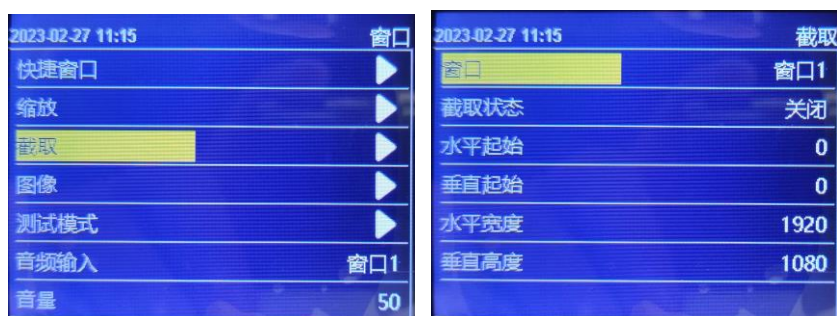 2023-02-27 11:15 窗口
快捷窗口
缩放
截取
图像
测试模式
音频输入 窗口1
音量 50
2023-02-27 11:15 截取
窗口 窗口1
截取状态 关闭
水平起始 0
垂直起始 0
水平宽度 1920
垂直高度 1080